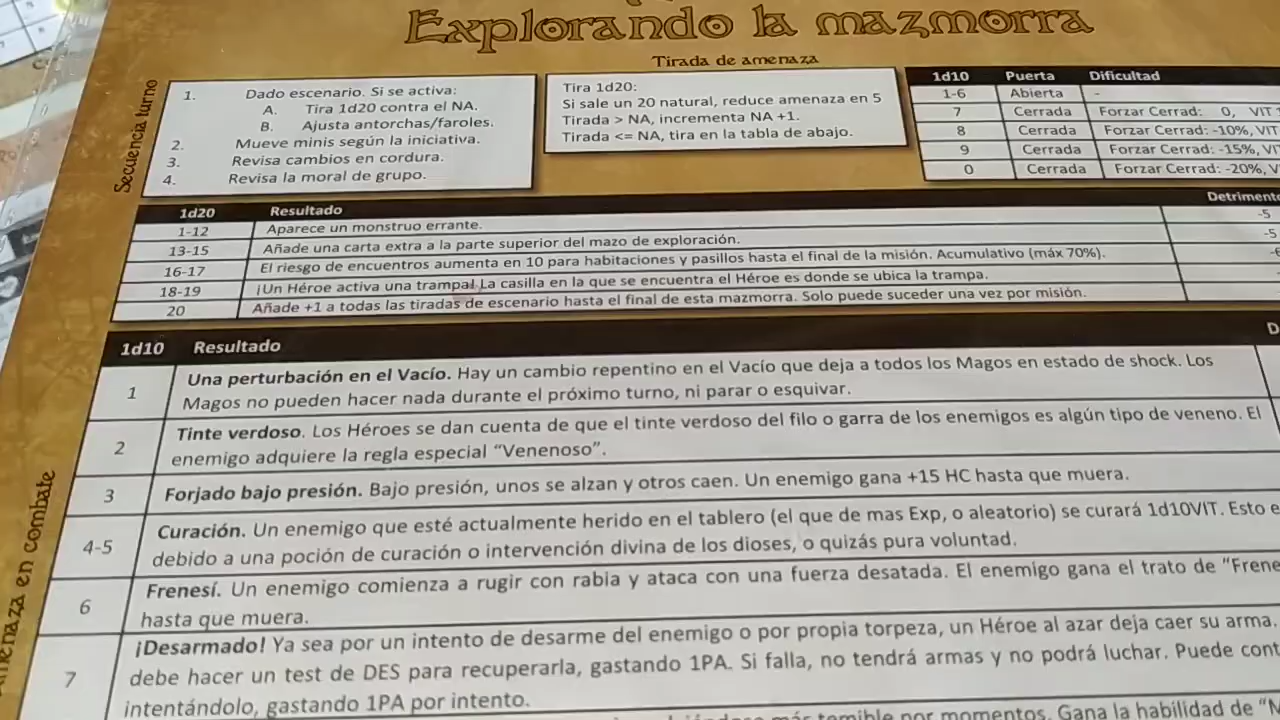 Explorando la mazmorra
Tirada de amenaza
Secuencia turno
1. Dado escenario. Si se activa:
A. Tira 1d20 contra el NA.
B. Ajusta antorchas/faroles.
2. Mueve minis según la iniciativa.
3. Revisa cambios en cordura.
4. Revisa la moral de grupo.
Tira 1d20:
Si sale un 20 natural, reduce amenaza en 5
Tirada > NA, incrementa NA +1.
Tirada <= NA, tira en la tabla de abajo.
1d10 Puerta Dificultad
1-6 Abierta -
7 Cerrada Forzar Cerrad: 0, VIT
8 Cerrada Forzar Cerrad: -10%, VIT
9 Cerrada Forzar Cerrad: -15%,
0 Cerrada Forzar Cerrad: -20%,
1d20 Resultado
1-12 Aparece un monstruo errante. -5
13-15 Añade una carta extra a la parte superior del mazo de exploración. -5
16-17 El riesgo de encuentros aumenta en 10 para habitaciones y pasillos hasta el final de la misión. Acumulativo (máx 70%).
18-19 ¡Un Héroe activa una trampa! La casilla en la que se encuentra el Héroe es donde se ubica la trampa.
20 Añade +1 a todas las tiradas de escenario hasta el final de esta mazmorra. Solo puede suceder una vez por misión.
en combate
1d10 Resultado
1 Una perturbación en el Vacío. Hay un cambio repentino en el Vacío que deja a todos los Magos en estado de shock. Los
Magos no pueden hacer nada durante el próximo turno, ni parar o esquivar.
2 Tinte verdoso. Los Héroes se dan cuenta de que el tinte verdoso del filo o garra de los enemigos es algún tipo de veneno. El
enemigo adquiere la regla especial “Venenoso”.
3 Forjado bajo presión. Bajo presión, unos se alzan y otros caen. Un enemigo gana +15 HC hasta que muera.
4-5 Curación. Un enemigo que esté actualmente herido en el tablero (el que de mas Exp, o aleatorio) se curará 1d10VIT. Esto
debido a una poción de curación o intervención divina de los dioses, o quizás pura voluntad.
6 Frenesí. Un enemigo comienza a rugir con rabia y ataca con una fuerza desatada. El enemigo gana el trato de “Frene
hasta que muera.
7 ¡Desarmado! Ya sea por un intento de desarme del enemigo o por propia torpeza, un Héroe al azar deja caer su arma.
debe hacer un test de DES para recuperarla, gastando 1PA. Si falla, no tendrá armas y no podrá luchar. Puede cont
intentándolo, gastando 1PA por intento.
más temible por momentos. Gana la habilidad de